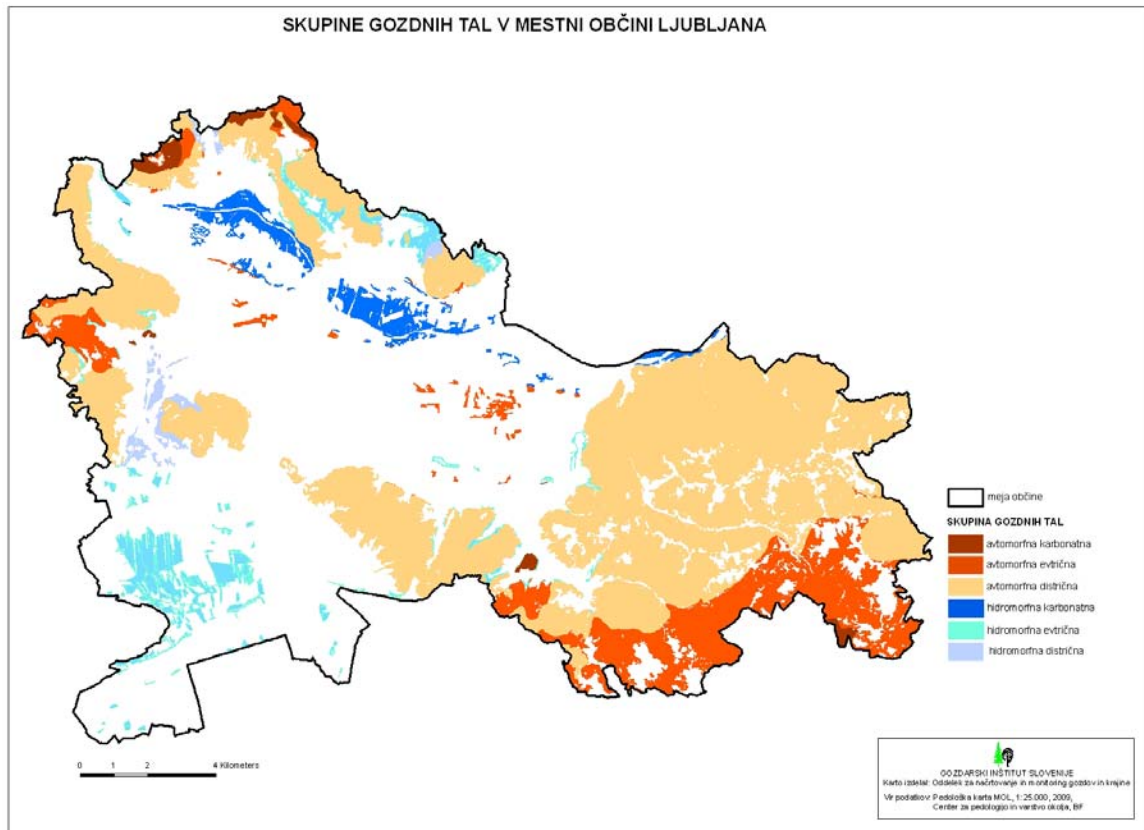 SKUPINE GOZDNIH TAL V MESTNI OBČINI LJUBLJANA
meja občine
SKUPINA GOZDNIH TAL
avtomorfna karbonatna
avtomorfna evtrična
avtomorfna distrična
hidromorfna karbonatna
hidromorfna evtrična
hidromorfna distrična
0 1 2 4 Kilometers
GOZDARSKI INŠTITUT SLOVENIJE
Karto izdelal: Oddelek za načrtovanje in monitoring gozdov in krajine
Vir podatkov: Pedološka karta MOL, 1:25.000, 2009,
Center za pedologijo in varstvo okolja, BF